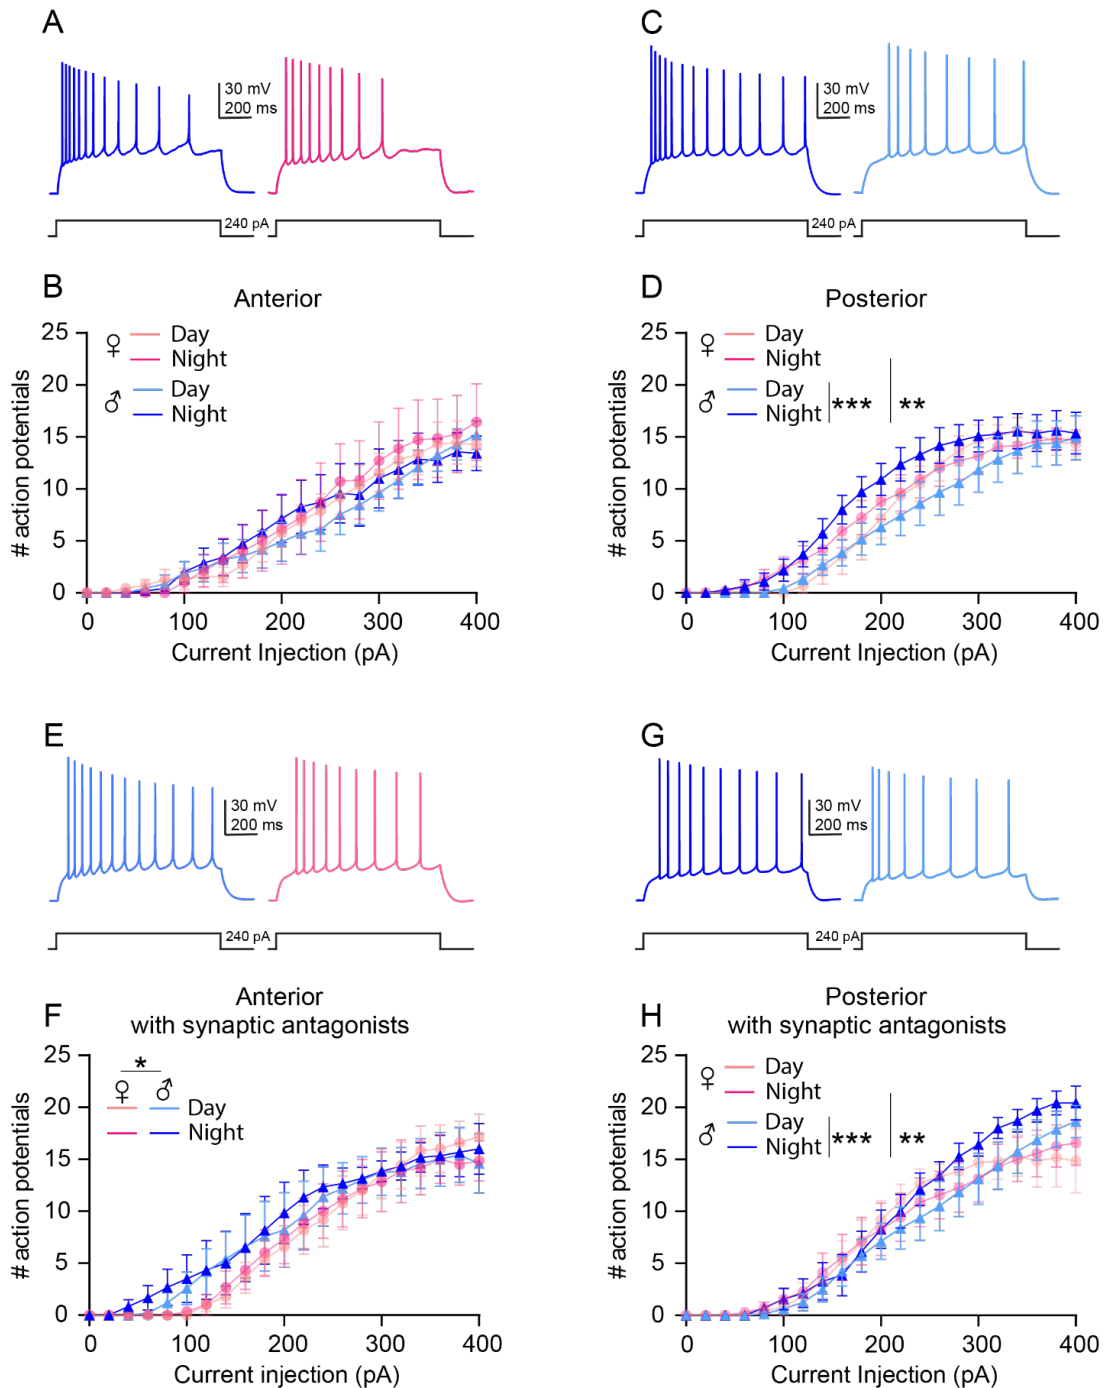 A
30 mV
200 ms
240 pA
C
30 mV
200 ms
240 pA
B
Anterior
25
20
15
10
5
0
# action potentials
♀
Day
Night
♂
Day
Night
0 100 200 300 400
Current Injection (pA)
D
Posterior
25
20
15
10
5
0
# action potentials
♀
Day
Night
♂
Day
Night
*** **
0 100 200 300 400
Current Injection (pA)
E
30 mV
200 ms
240 pA
G
30 mV
200 ms
240 pA
F
Anterior
with synaptic antagonists
25
20
15
10
5
0
# action potentials
*
♀ ♂
Day
Night
0 100 200 300 400
Current injection (pA)
H
Posterior
with synaptic antagonists
25
20
15
10
5
0
# action potentials
♀
Day
Night
♂
Day
Night
*** **
0 100 200 300 400
Current Injection (pA)